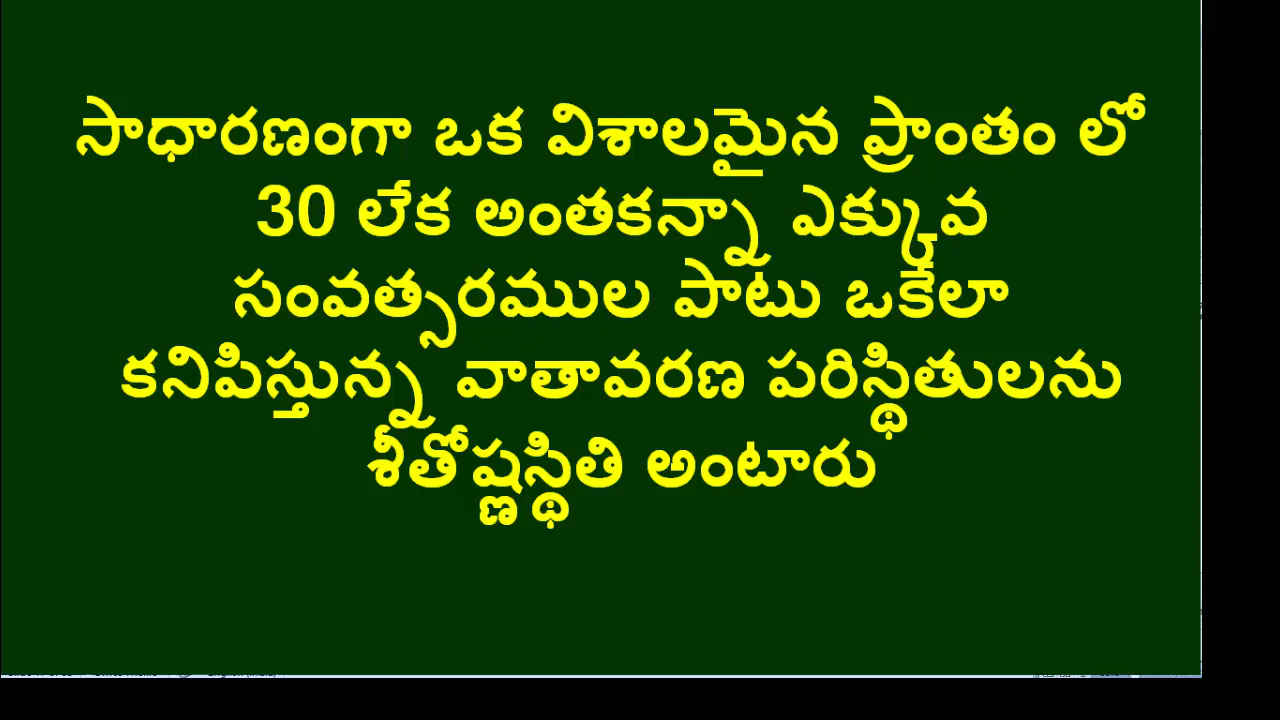 సాధారణంగా ఒక విశాలమైన ప్రాంతం లో
30 లేక అంతకన్నా ఎక్కువ
సంవత్సరముల పాటు ఒకేలా
కనిపిస్తున్న వాతావరణ పరిస్థితులను
శీతోష్ణస్థితి అంటారు